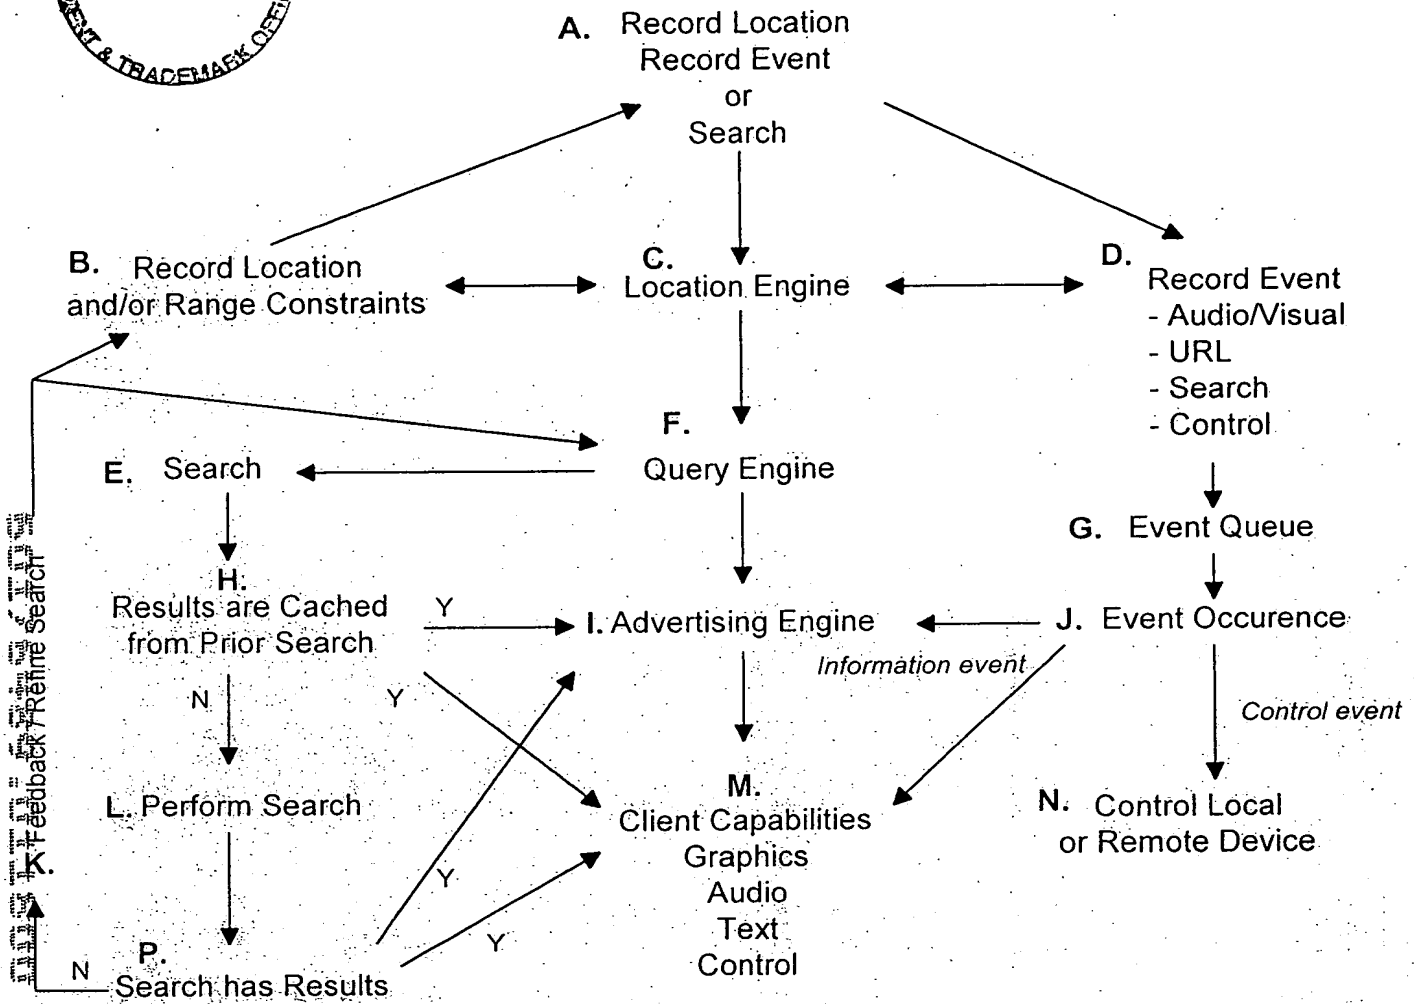 ENT & TRADEMARK OFFI
A. Record Location
Record Event
or
Search
B. Record Location
and/or Range Constraints
C.
Location Engine
D.
Record Event
- Audio/Visual
- URL
- Search
- Control
F.
Query Engine
E. Search
G. Event Queue
H.
Results are Cached
from Prior Search
Y
I. Advertising Engine
J. Event Occurence
Information event
N
Y
Control event
Feedback / Refine Search
K.
L. Perform Search
M.
Client Capabilities
Graphics
Audio
Text
Control
N. Control Local
or Remote Device
Y
Y
P.
N
Search has Results